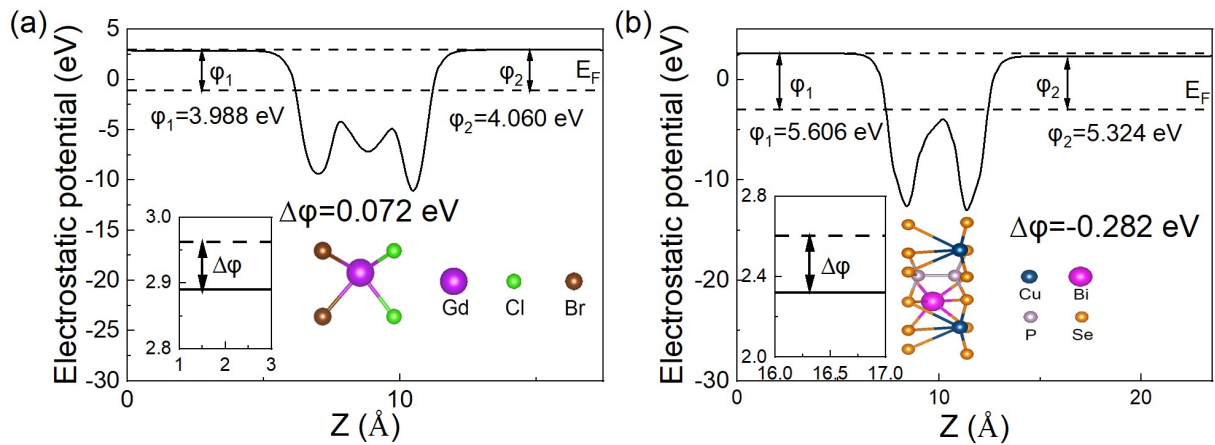 (a)
Electrostatic potential (eV)
5
0
-5
-10
-15
-20
-25
-30
φ1
φ2
EF
φ1=3.988 eV
φ2=4.060 eV
Δφ=0.072 eV
3.0
2.9
2.8
Δφ
1 2 3
Gd Cl Br
0 10
Z (Å)
(b)
Electrostatic potential (eV)
0
-10
-20
-30
φ1
φ2
EF
φ1=5.606 eV
φ2=5.324 eV
Δφ=-0.282 eV
2.8
2.4
2.0
Δφ
16.0 16.5 17.0
Cu Bi
P Se
0 10 20
Z (Å)